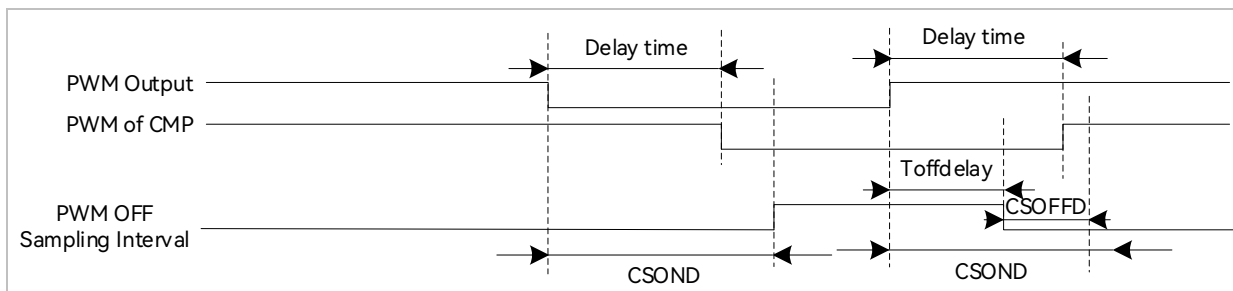 Delay time
Delay time
PWM Output
PWM of CMP
Toffdelay
CSOFFD
PWM OFF
Sampling Interval
CSOND
CSOND